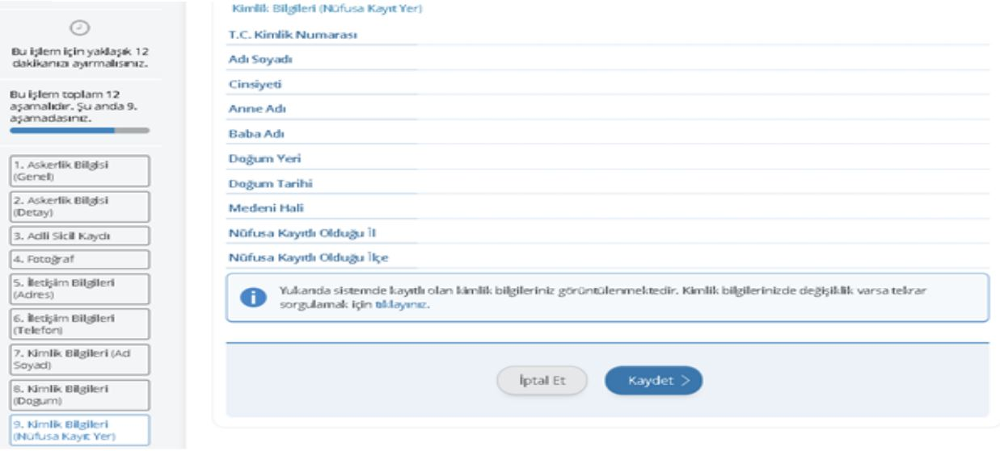 Bu işlem için yaklaşık 12
dakikanızı ayırmalısınız.
Bu işlem toplam 12
aşamalıdır. Şu anda 9.
aşamadasınız.
1. Askerlik Bilgisi
(Genel)
2. Askerlik Bilgisi
(Detay)
3. Adli Sicil Kaydı
4. Fotoğraf
5. İletişim Bilgileri
(Adres)
6. İletişim Bilgileri
(Telefon)
7. Kimlik Bilgileri (Ad
Soyad)
8. Kimlik Bilgileri
(Dogum)
9. Kimlik Bilgileri
(Nüfusa Kayıt Yer)
Kimlik Bilgileri (Nüfusa Kayıt Yer)
T.C. Kimlik Numarası
Adı Soyadı
Cinsiyeti
Anne Adı
Baba Adı
Doğum Yeri
Doğum Tarihi
Medeni Hali
Nüfusa Kayıtlı Olduğu İl
Nüfusa Kayıtlı Olduğu İlçe
Yukarıda sistemde kayıtlı olan kimlik bilgileriniz görüntülenmektedir. Kimlik bilgilerinizde değişiklik varsa tekrar
sorgulamak için tıklayınız.
İptal Et
Kaydet >